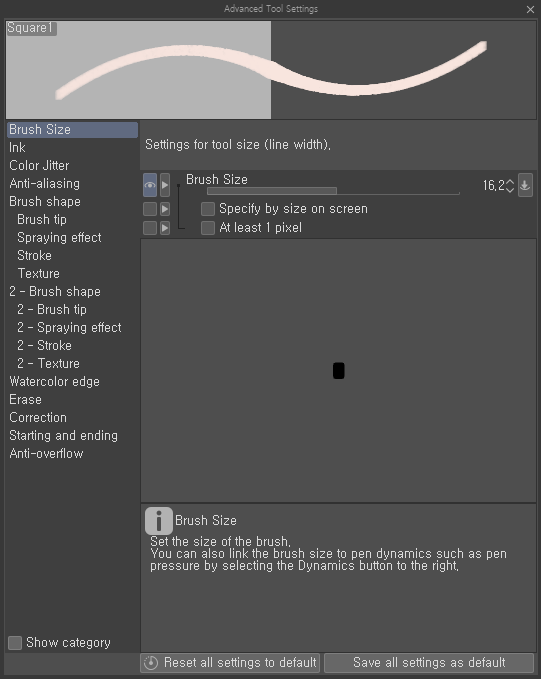 Advanced Tool Settings
Square1
Brush Size
Ink
Color Jitter
Anti-aliasing
Brush shape
Brush tip
Spraying effect
Stroke
Texture
2 - Brush shape
2 - Brush tip
2 - Spraying effect
2 - Stroke
2 - Texture
Watercolor edge
Erase
Correction
Starting and ending
Anti-overflow
Show category
Settings for tool size (line width).
Brush Size
16.2
Specify by size on screen
At least 1 pixel
Brush Size
Set the size of the brush.
You can also link the brush size to pen dynamics such as pen
pressure by selecting the Dynamics button to the right.
Reset all settings to default
Save all settings as default